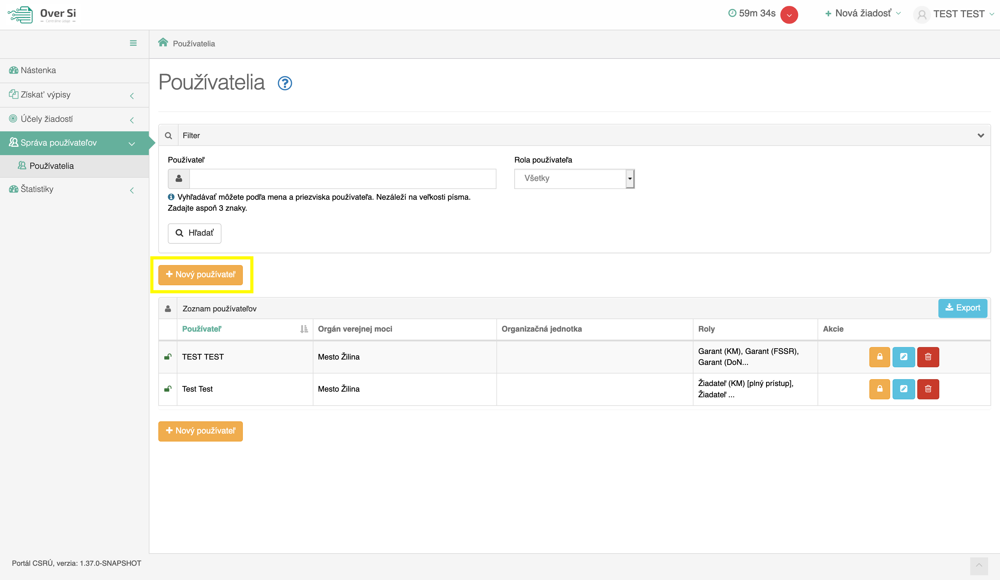 Over Si
Centrálne údaje
59m 34s
Nová žiadosť
TEST TEST
Používatelia
Nástenka
Získať výpisy
Účely žiadostí
Správa používateľov
Používatelia
Štatistiky
Používatelia
Filter
Používateľ
Rola používateľa
Všetky
Vyhľadávať môžete podľa mena a priezviska používateľa. Nezáleží na veľkosti písma.
Zadajte aspoň 3 znaky.
Hľadať
Nový používateľ
Zoznam používateľov
Export
Používateľ Orgán verejnej moci Organizačná jednotka Roly Akcie
TEST TEST Mesto Žilina Garant (KM), Garant (FSSR),
Garant (DoN...
Test Test Mesto Žilina Žiadateľ (KM) [plný prístup],
Žiadateľ ...
Nový používateľ
Portál CSRÚ, verzia: 1.37.0-SNAPSHOT